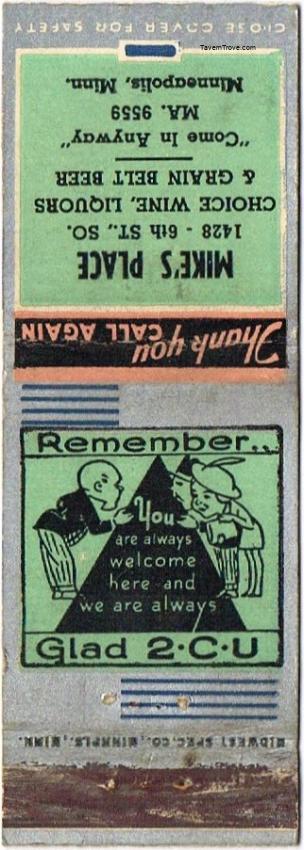 TavernTrove.com
CLOSE COVER FOR SAFETY
MIKE'S PLACE
1428 - 6th ST., SO.
CHOICE WINE, LIQUORS
& GRAIN BELT BEER
"Come In Anyway"
MA. 9559
Minneapolis, Minn.
Thank you
CALL AGAIN
Remember..
You
are always
welcome
here and
we are always
Glad 2·C·U
MIDWEST SPEC. CO., MINNPLS., MINN.